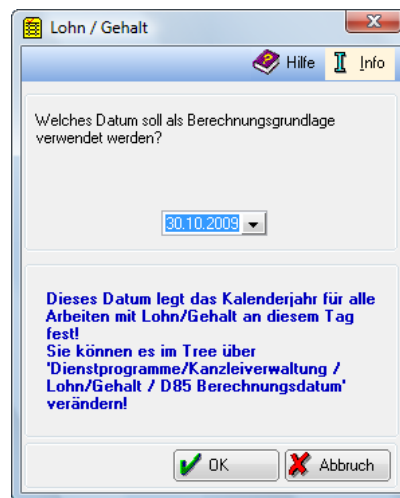 Lohn / Gehalt
Hilfe Info
Welches Datum soll als Berechnungsgrundlage
verwendet werden?
30.10.2009
Dieses Datum legt das Kalenderjahr für alle
Arbeiten mit Lohn/Gehalt an diesem Tag
fest!
Sie können es im Tree über
'Dienstprogramme/Kanzleiverwaltung /
Lohn/Gehalt / D85 Berechnungsdatum'
verändern!
OK Abbruch